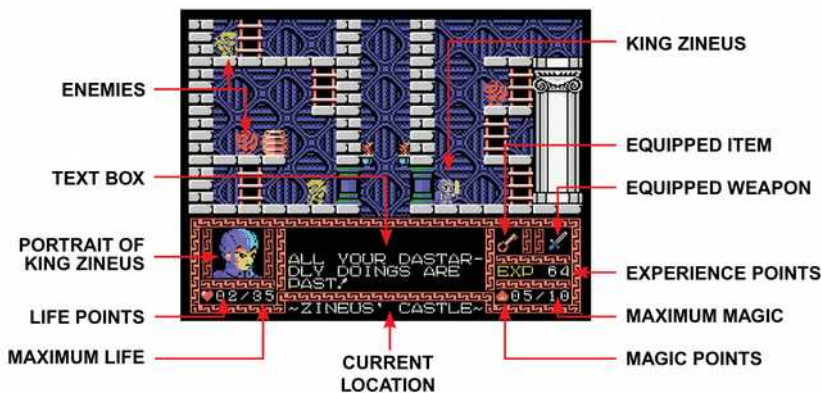 KING ZINEUS
ENEMIES
EQUIPPED ITEM
TEXT BOX
EQUIPPED WEAPON
PORTRAIT OF
KING ZINEUS
ALL YOUR DASTAR-
DLY DOINGS ARE
PAST!
EXP 64
EXPERIENCE POINTS
02/35
05/10
~ZINEUS' CASTLE~
LIFE POINTS
MAXIMUM MAGIC
MAXIMUM LIFE
CURRENT
LOCATION
MAGIC POINTS